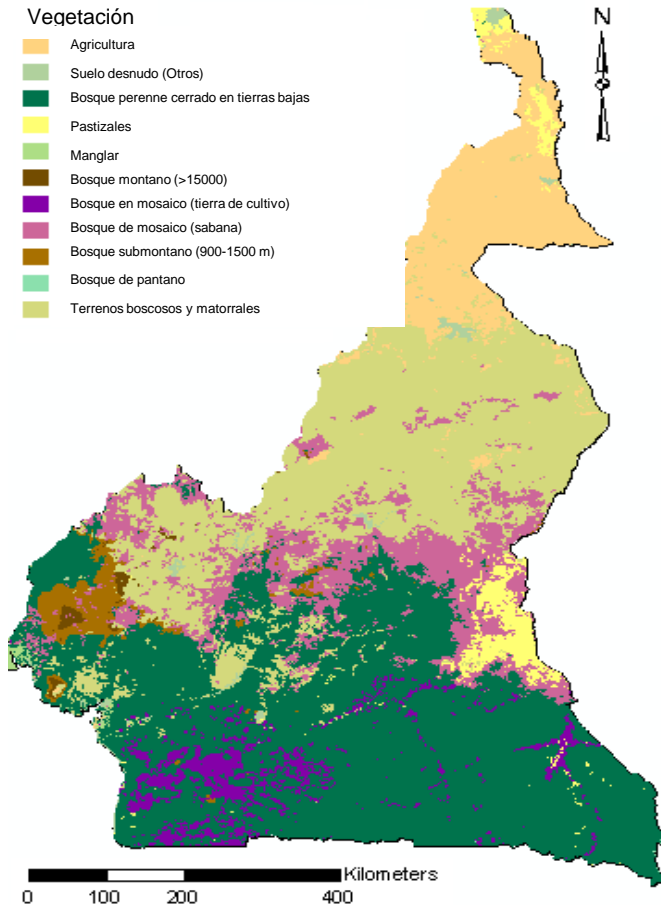 Vegetación
N
Agricultura
Suelo desnudo (Otros)
Bosque perenne cerrado en tierras bajas
Pastizales
Manglar
Bosque montano (>15000)
Bosque en mosaico (tierra de cultivo)
Bosque de mosaico (sabana)
Bosque submontano (900-1500 m)
Bosque de pantano
Terrenos boscosos y matorrales
Kilometers
0 100 200 400